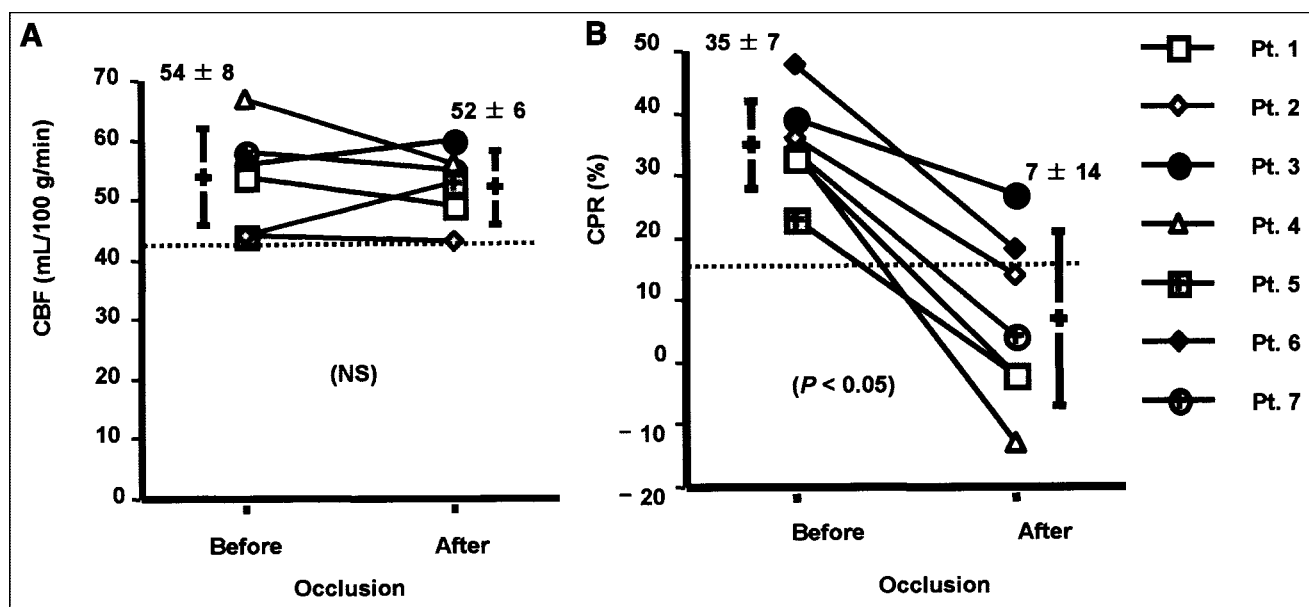 A
CBF (mL/100 g/min)
70
60
50
40
30
20
10
0
54 ± 8
52 ± 6
(NS)
Before
After
Occlusion
B
CPR (%)
50
40
30
20
10
0
– 10
– 20
35 ± 7
7 ± 14
(P < 0.05)
Before
After
Occlusion
Pt. 1
Pt. 2
Pt. 3
Pt. 4
Pt. 5
Pt. 6
Pt. 7